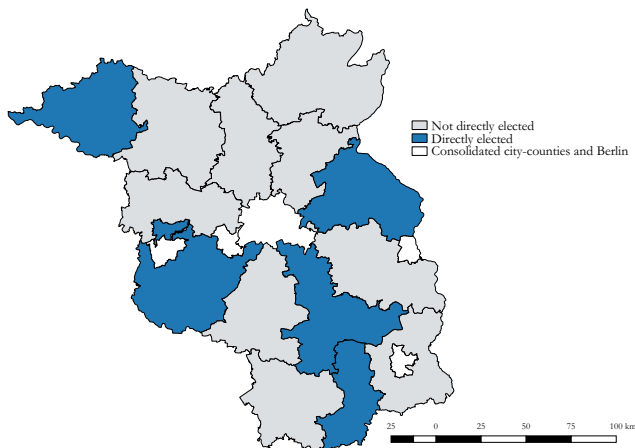 Not directly elected
Directly elected
Consolidated city-counties and Berlin
25 0 25 50 75 100 km